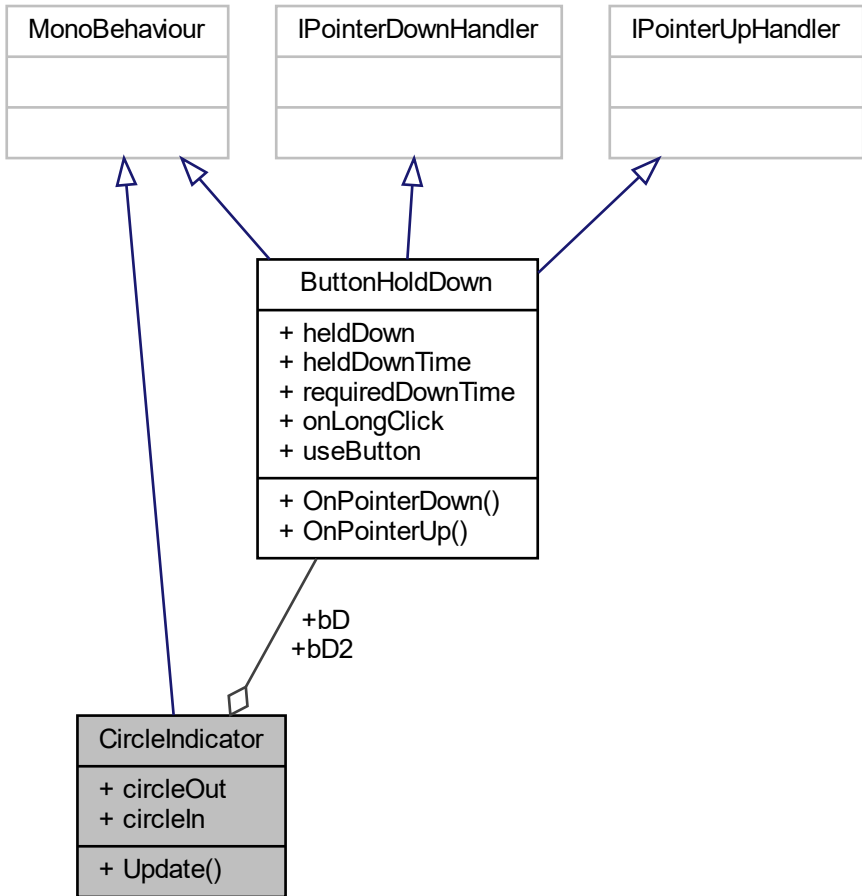 MonoBehaviour
IPointerDownHandler
IPointerUpHandler
ButtonHoldDown
+ heldDown
+ heldDownTime
+ requiredDownTime
+ onLongClick
+ useButton
+ OnPointerDown()
+ OnPointerUp()
+bD
+bD2
CircleIndicator
+ circleOut
+ circleIn
+ Update()